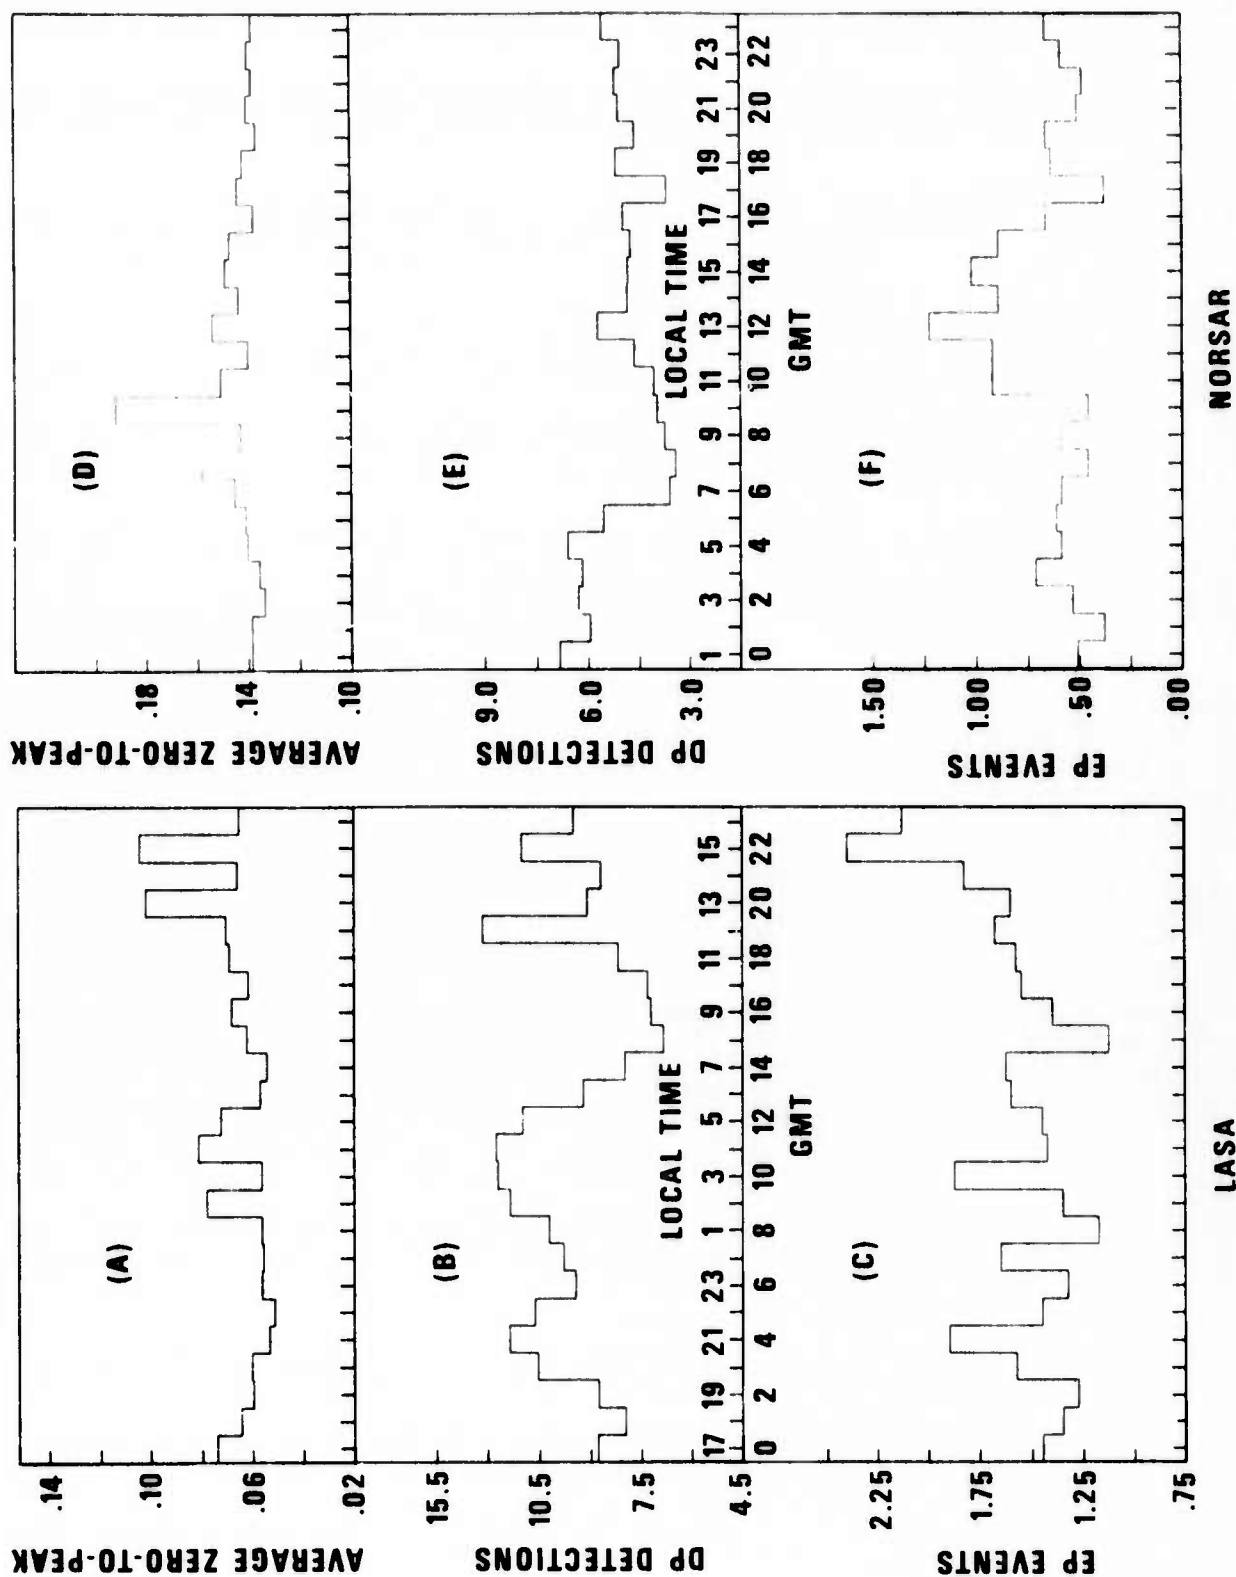 AVERAGE ZERO-TO-PEAK
.14
.10
.06
.02
(A)
DP DETECTIONS
15.5
10.5
7.5
4.5
(B)
LOCAL TIME
17 19 21 23 1 3 5 7 9 11 13 15
0 2 4 6 8 10 12 14 16 18 20 22
GMT
EP EVENTS
2.25
1.75
1.25
.75
(C)
LASA
AVERAGE ZERO-TO-PEAK
.18
.14
.10
(D)
DP DETECTIONS
9.0
6.0
3.0
(E)
LOCAL TIME
1 3 5 7 9 11 13 15 17 19 21 23
0 2 4 6 8 10 12 14 16 18 20 22
GMT
EP EVENTS
1.50
1.00
.50
.00
(F)
NORSAR